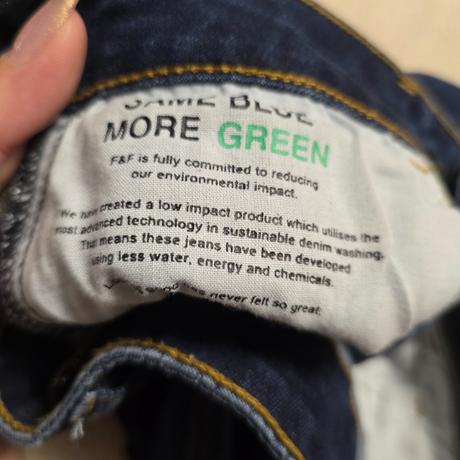 SAME BLUE
MORE GREEN
F&F is fully committed to reducing
our environmental impact.
We have created a low impact product which utilises the
most advanced technology in sustainable denim washing.
That means these jeans have been developed
using less water, energy and chemicals.
has never felt so great.